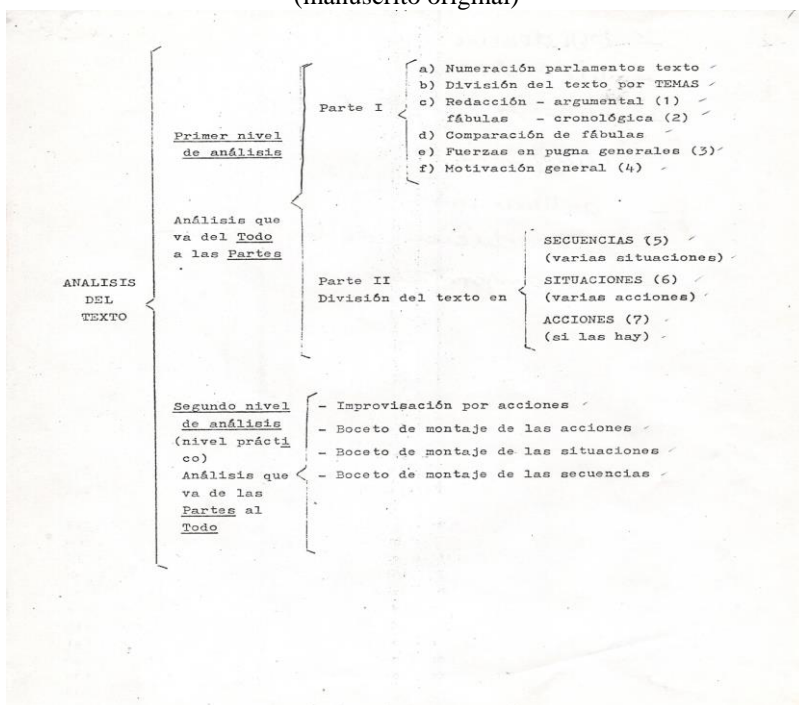 (manuscrito original)
a) Numeración parlamentos texto
b) División del texto por TEMAS
Parte I
c) Redacción - argumental (1)
fábulas - cronológica (2)
d) Comparación de fábulas
e) Fuerzas en pugna generales (3)
f) Motivación general (4)
Primer nivel
de análisis
Análisis que
va del Todo
a las Partes
Parte II
División del texto en
SECUENCIAS (5)
(varias situaciones)
SITUACIONES (6)
(varias acciones)
ACCIONES (7)
(si las hay)
ANALISIS
DEL
TEXTO
Segundo nivel
de análisis
(nivel prácti
co)
Análisis que
va de las
Partes al
Todo
- Improvisación por acciones
- Boceto de montaje de las acciones
- Boceto de montaje de las situaciones
- Boceto de montaje de las secuencias